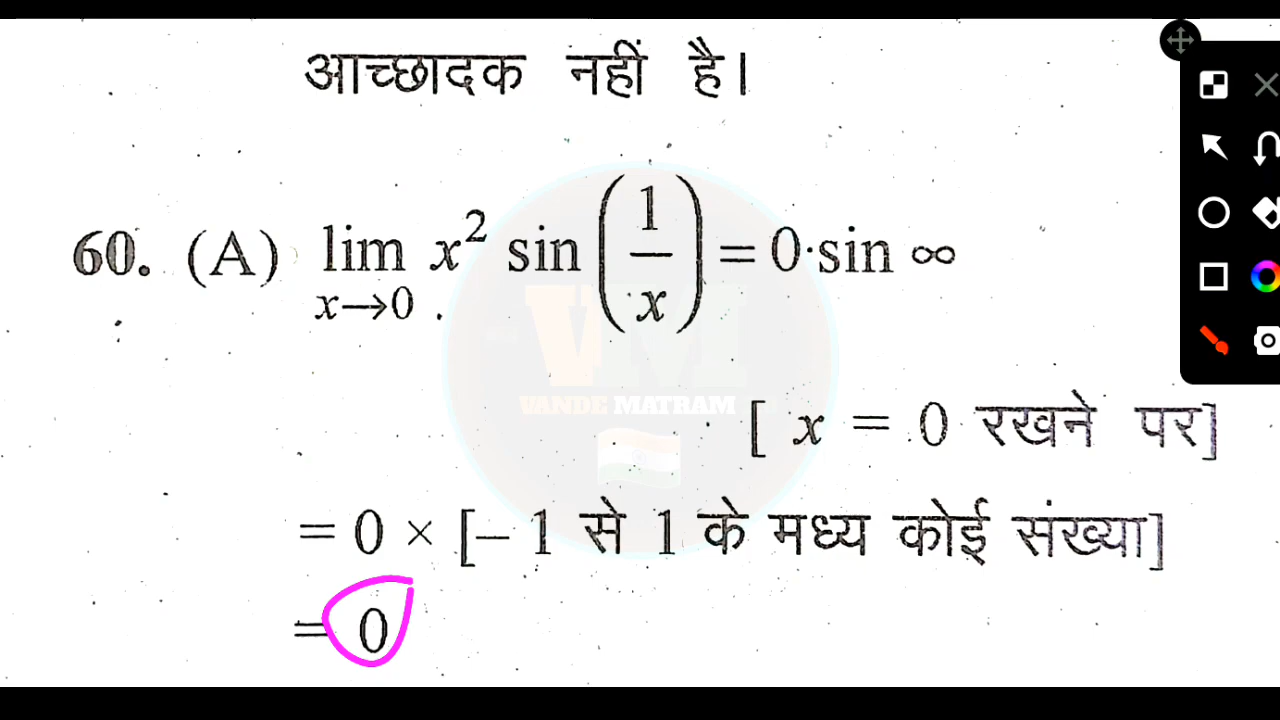 आच्छादक नहीं है।
60. (A) lim x→0 x² sin (1/x) = 0·sin ∞
[ x = 0 रखने पर]
= 0 × [– 1 से 1 के मध्य कोई संख्या]
= 0
VM
VANDE MATRAM